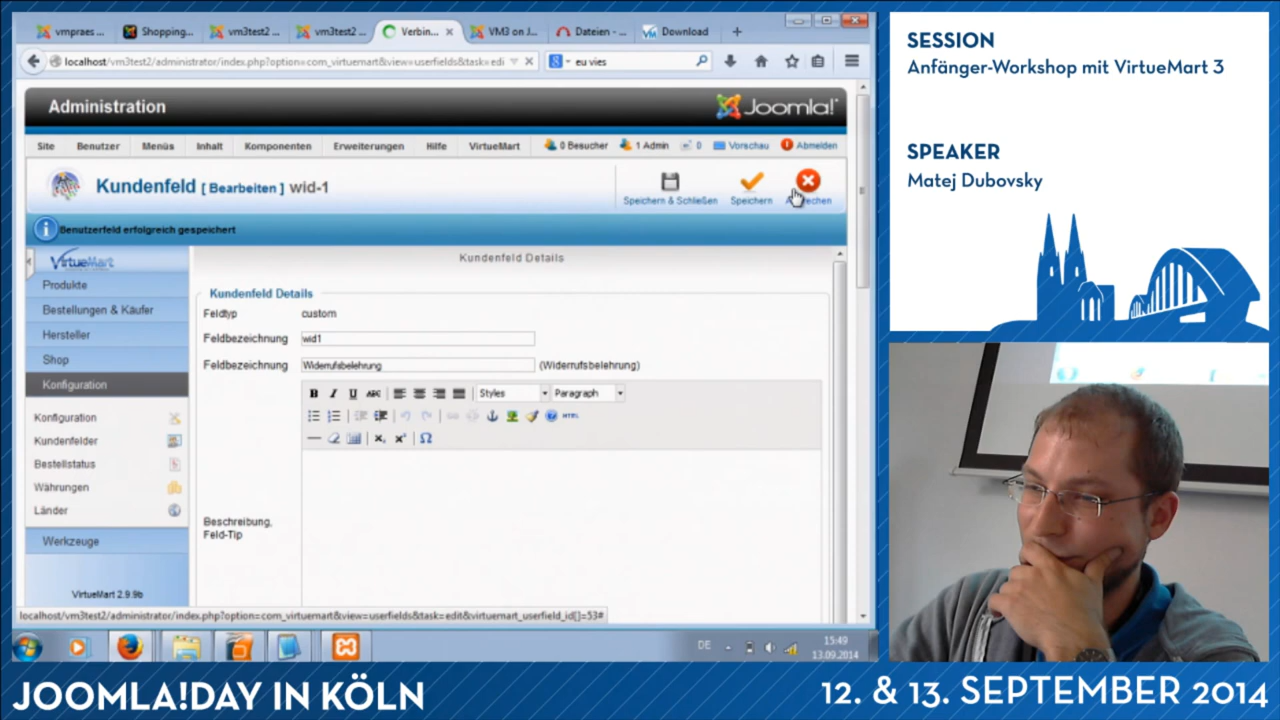 vmpraes ...
Shopping...
vm3test2 ...
vm3test2 ...
Verbin...
VM3 on J...
Dateien - ...
Download
localhost/vm3test2/administrator/index.php?option=com_virtuemart&view=userfields&task=edi
eu vies
Administration
Joomla!
Site Benutzer Menüs Inhalt Komponenten Erweiterungen Hilfe VirtueMart 0 Besucher 1 Admin 0 Vorschau Abmelden
Kundenfeld [ Bearbeiten ] wid-1
Speichern & Schließen Speichern
Benutzerfeld erfolgreich gespeichert
VirtueMart
Produkte
Bestellungen & Käufer
Hersteller
Shop
Konfiguration
Konfiguration
Kundenfelder
Bestellstatus
Währungen
Länder
Werkzeuge
VirtueMart 2.9.9b
Kundenfeld Details
Kundenfeld Details
Feldtyp custom
Feldbezeichnung wid1
Feldbezeichnung Widerrufsbelehrung (Widerrufsbelehrung)
B I U ABC Styles Paragraph
HTML
Beschreibung,
Feld-Tip
localhost/vm3test2/administrator/index.php?option=com_virtuemart&view=userfields&task=edit&virtuemart_userfield_id[]=53#
DE
15:49
13.09.2014
SESSION
Anfänger-Workshop mit VirtueMart 3
SPEAKER
Matej Dubovsky
JOOMLA!DAY IN KÖLN
12. & 13. SEPTEMBER 2014